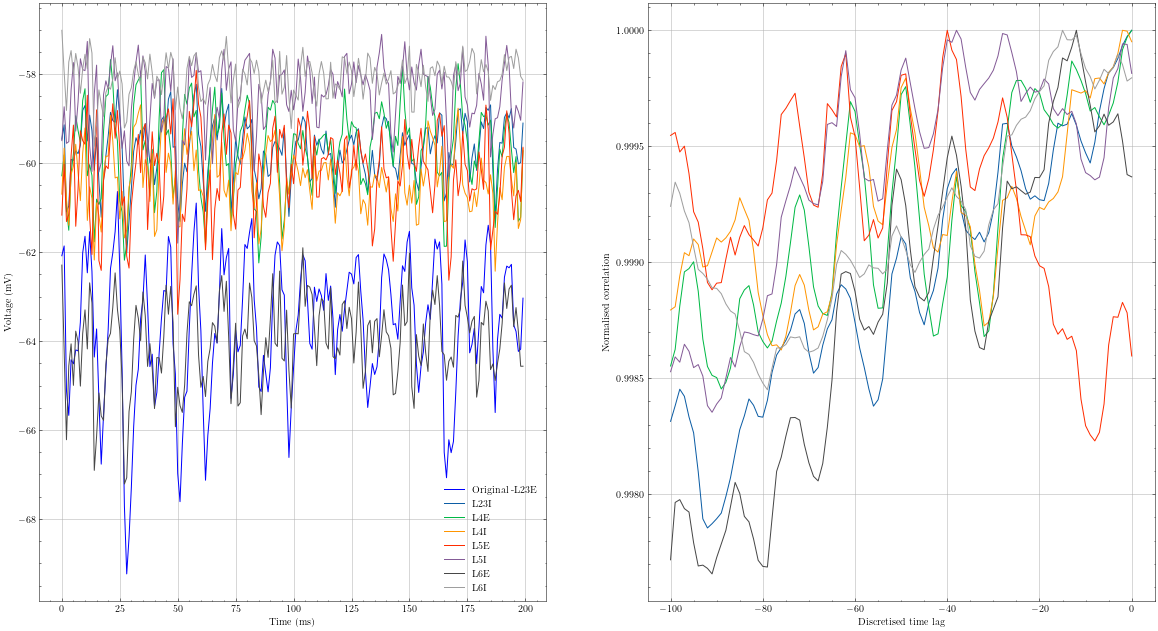 −58
−60
−62
−64
−66
−68
Voltage (mV)
0
25
50
75
100
125
150
175
200
Time (ms)
Original -L23E
L23I
L4E
L4I
L5E
L5I
L6E
L6I
1.0000
0.9995
0.9990
0.9985
0.9980
Normalised correlation
−100
−80
−60
−40
−20
0
Discretised time lag